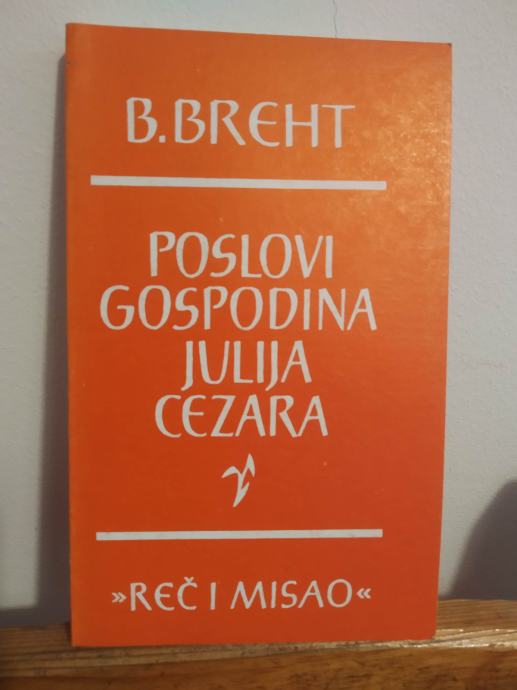 B.BREHT
POSLOVI
GOSPODINA
JULIJA
CEZARA
»REČ I MISAO«